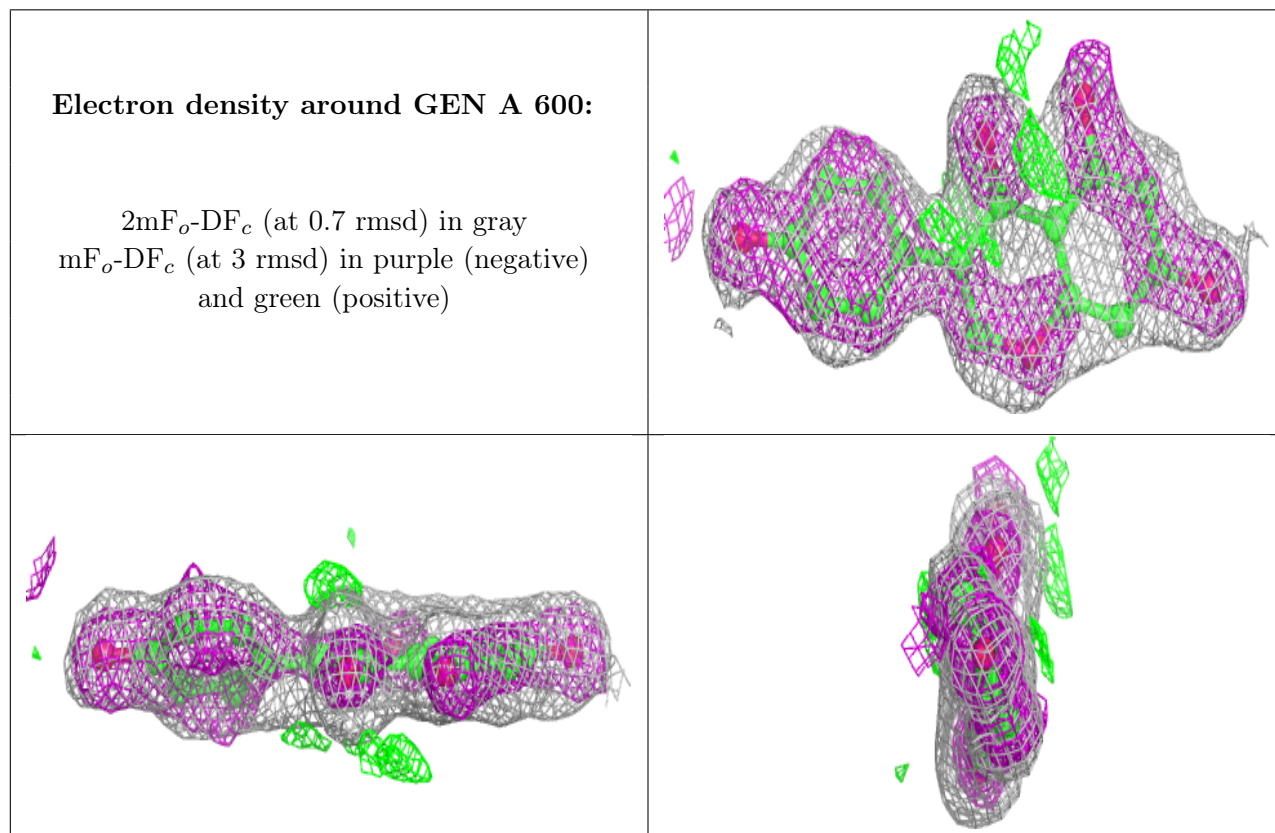 Electron density around GEN A 600:
2mFo-DFc (at 0.7 rmsd) in gray
mFo-DFc (at 3 rmsd) in purple (negative)
and green (positive)